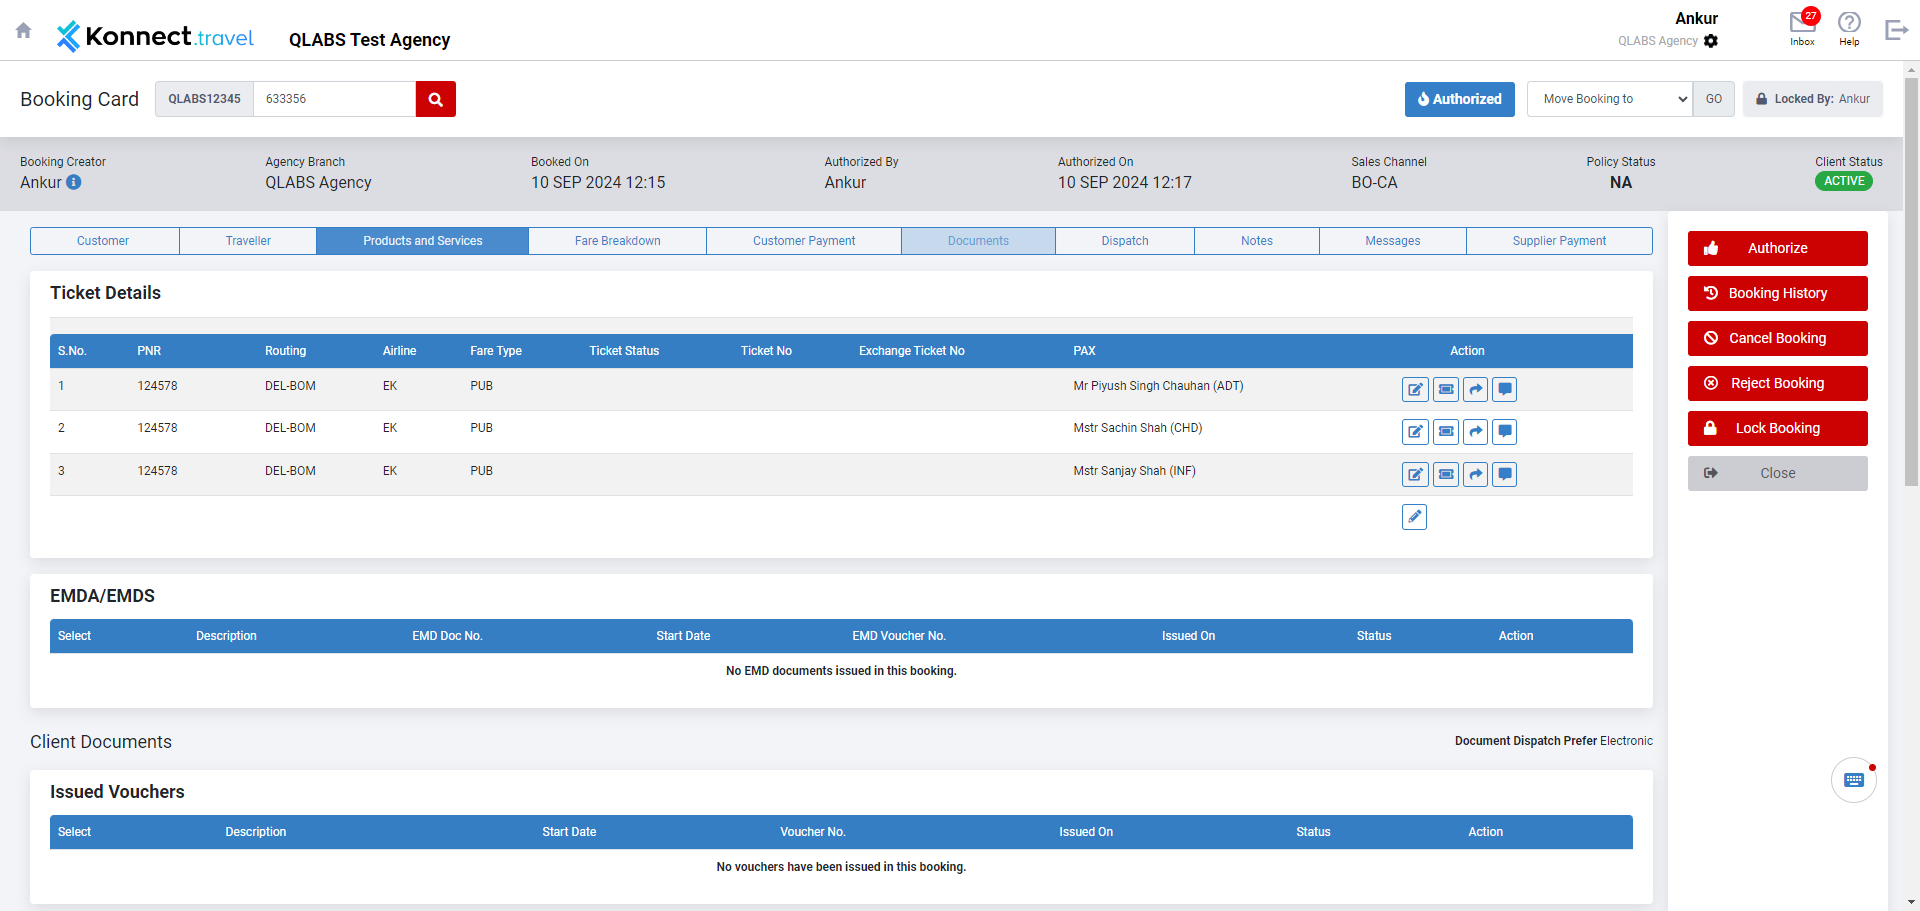 Konnect.travel QLABS Test Agency
Ankur
QLABS Agency
27
Inbox
Help
Booking Card QLABS12345 633356
Authorized Move Booking to GO Locked By: Ankur
Booking Creator Agency Branch Booked On Authorized By Authorized On Sales Channel Policy Status Client Status
Ankur QLABS Agency 10 SEP 2024 12:15 Ankur 10 SEP 2024 12:17 BO-CA NA ACTIVE
Customer Traveller Products and Services Fare Breakdown Customer Payment Documents Dispatch Notes Messages Supplier Payment
Ticket Details
S.No. PNR Routing Airline Fare Type Ticket Status Ticket No Exchange Ticket No PAX Action
1 124578 DEL-BOM EK PUB Mr Piyush Singh Chauhan (ADT)
2 124578 DEL-BOM EK PUB Mstr Sachin Shah (CHD)
3 124578 DEL-BOM EK PUB Mstr Sanjay Shah (INF)
Authorize
Booking History
Cancel Booking
Reject Booking
Lock Booking
Close
EMDA/EMDS
Select Description EMD Doc No. Start Date EMD Voucher No. Issued On Status Action
No EMD documents issued in this booking.
Client Documents Document Dispatch Prefer Electronic
Issued Vouchers
Select Description Start Date Voucher No. Issued On Status Action
No vouchers have been issued in this booking.